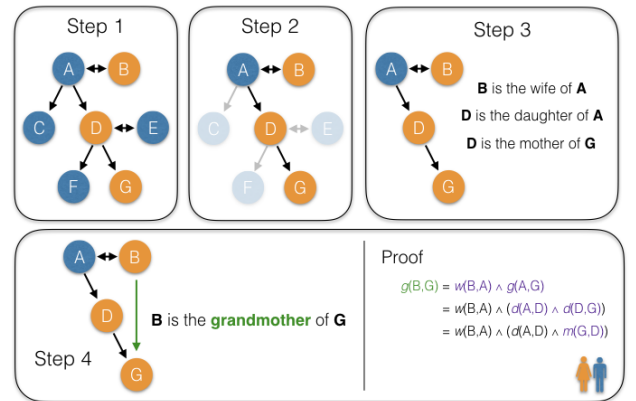 Step 1
A B
C D E
F G
Step 2
A B
C D E
F G
Step 3
A B
D
G
B is the wife of A
D is the daughter of A
D is the mother of G
Step 4
A B
D
G
B is the grandmother of G
Proof
g(B,G) = w(B,A) ∧ g(A,G)
= w(B,A) ∧ (d(A,D) ∧ d(D,G))
= w(B,A) ∧ (d(A,D) ∧ m(G,D))